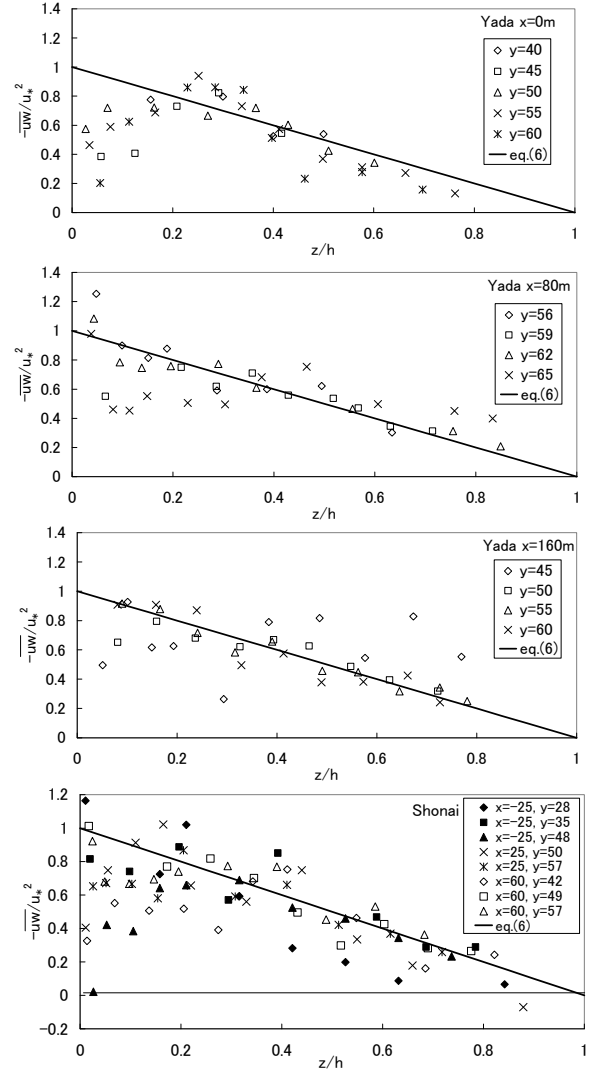 Yada x=0m
1.4
1.2
1
0.8
0.6
0.4
0.2
0
0 0.2 0.4 0.6 0.8 1
z/h
-uw/u*²
y=40
y=45
y=50
y=55
y=60
eq.(6)
Yada x=80m
1.4
1.2
1
0.8
0.6
0.4
0.2
0
0 0.2 0.4 0.6 0.8 1
z/h
-uw/u*²
y=56
y=59
y=62
y=65
eq.(6)
Yada x=160m
1.4
1.2
1
0.8
0.6
0.4
0.2
0
0 0.2 0.4 0.6 0.8 1
z/h
-uw/u*²
y=45
y=50
y=55
y=60
eq.(6)
Shonai
1.2
1
0.8
0.6
0.4
0.2
0
-0.2
0 0.2 0.4 0.6 0.8 1
z/h
-uw/u*²
x=-25, y=28
x=-25, y=35
x=-25, y=48
x=25, y=50
x=25, y=57
x=60, y=42
x=60, y=49
x=60, y=57
eq.(6)